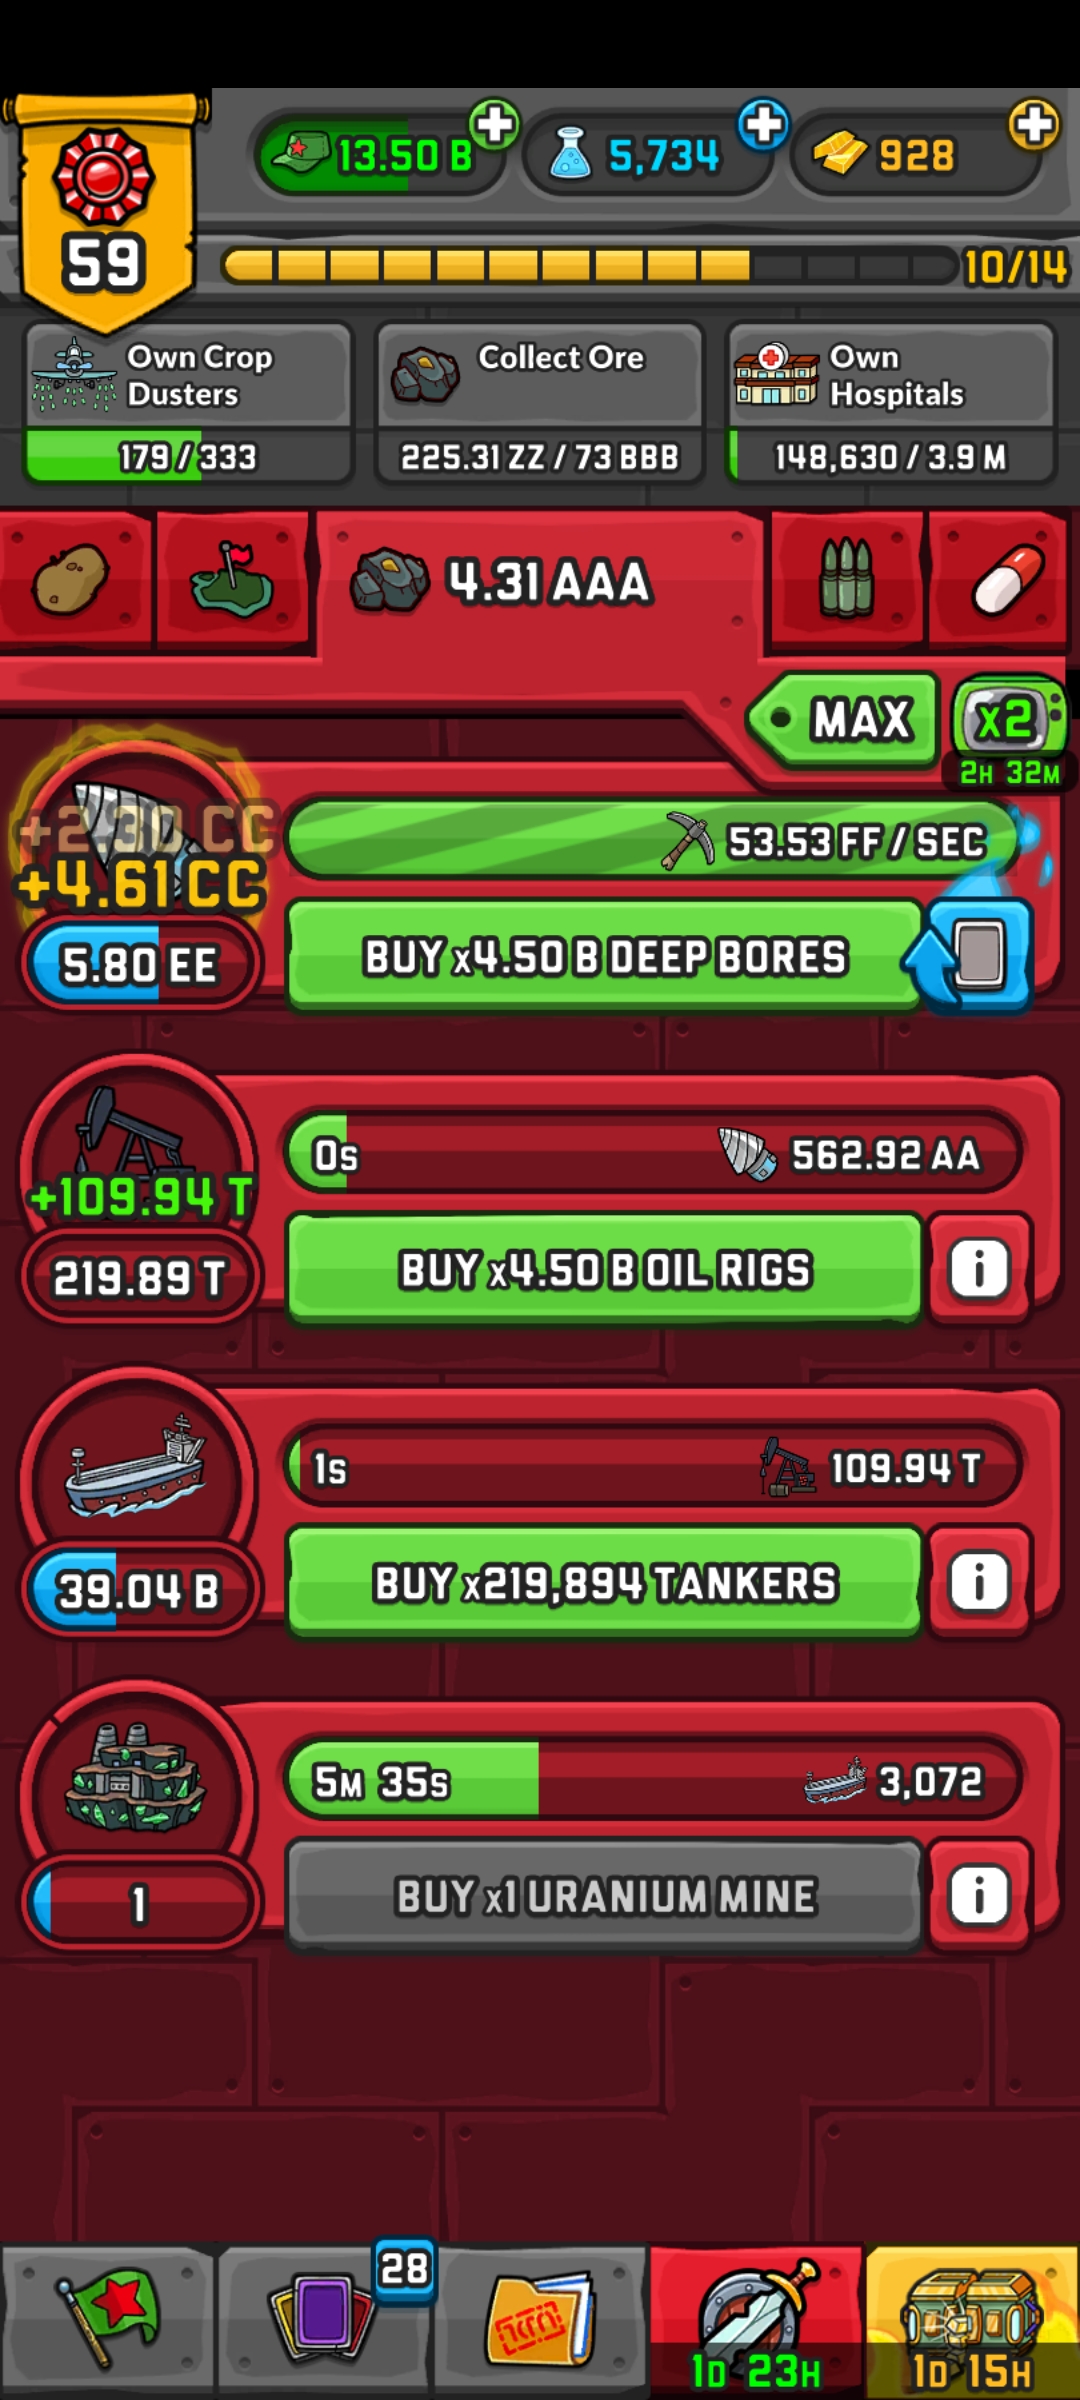 13.50 B
5,734
928
59
10/14
Own Crop
Dusters
179 / 333
Collect Ore
225.31 ZZ / 73 BBB
Own
Hospitals
148,630 / 3.9 M
4.31 AAA
MAX
x2
2H 32M
+2.30 CC
+4.61 CC
53.53 FF / SEC
5.80 EE
BUY x4.50 B DEEP BORES
0s
562.92 AA
+109.94 T
219.89 T
BUY x4.50 B OIL RIGS
i
1s
109.94 T
39.04 B
BUY x219,894 TANKERS
i
5M 35s
3,072
1
BUY x1 URANIUM MINE
i
28
1D 23H
1D 15H